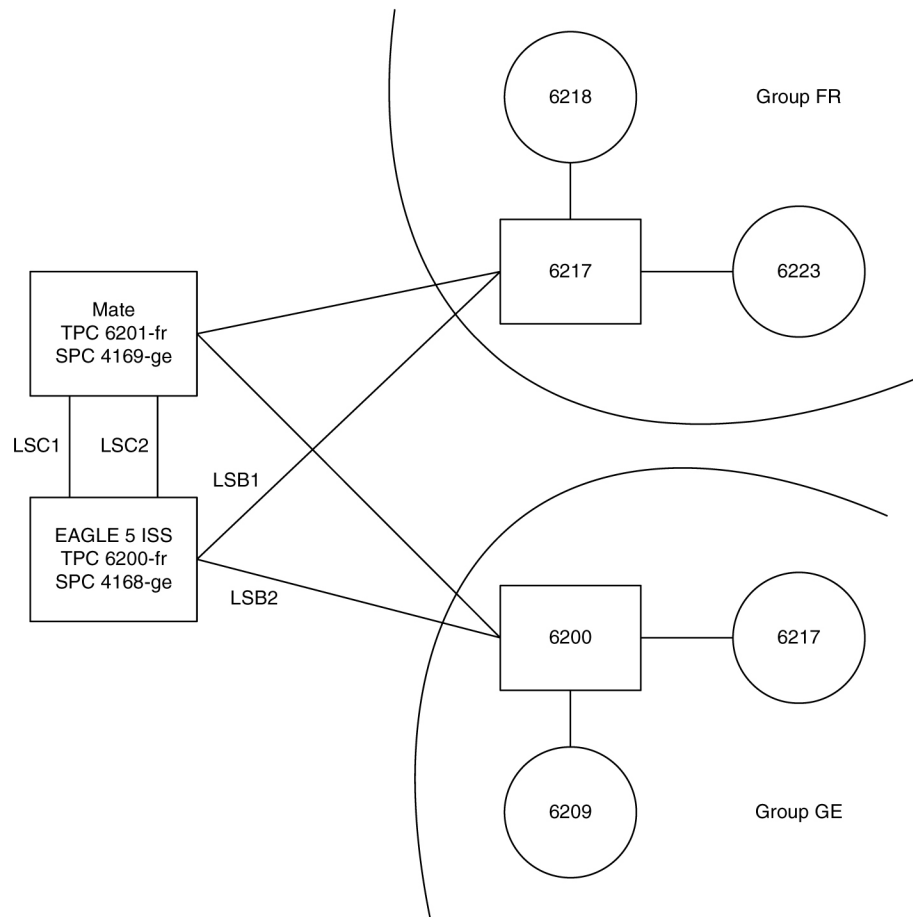 6218
Group FR
6217
6223
Mate
TPC 6201-fr
SPC 4169-ge
LSC1
LSC2
LSB1
EAGLE 5 ISS
TPC 6200-fr
SPC 4168-ge
LSB2
6200
6217
6209
Group GE